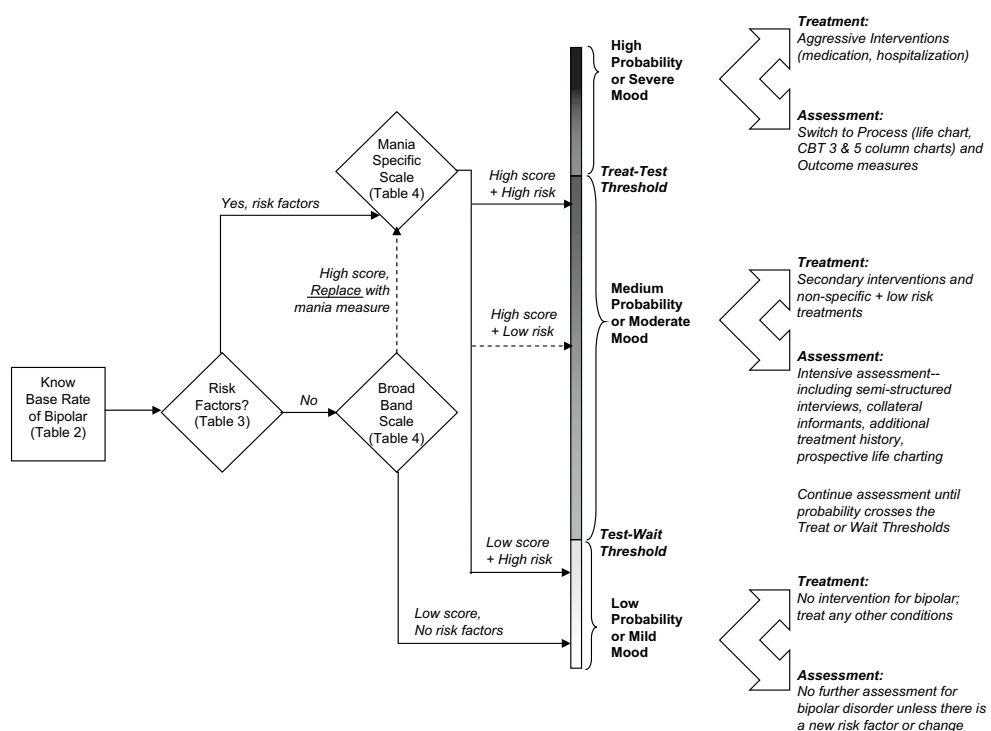 Know
Base Rate
of Bipolar
(Table 2)
Risk
Factors?
(Table 3)
Yes, risk factors
No
Broad
Band
Scale
(Table 4)
High score,
Replace with
mania measure
Mania
Specific
Scale
(Table 4)
High score
+ High risk
High score
+ Low risk
Low score
+ High risk
Low score,
No risk factors
High
Probability
or Severe
Mood
Treat-Test
Threshold
Medium
Probability
or Moderate
Mood
Test-Wait
Threshold
Low
Probability
or Mild
Mood
Treatment:
Aggressive Interventions
(medication, hospitalization)
Assessment:
Switch to Process (life chart,
CBT 3 & 5 column charts) and
Outcome measures
Treatment:
Secondary interventions and
non-specific + low risk
treatments
Assessment:
Intensive assessment--
including semi-structured
interviews, collateral
informants, additional
treatment history,
prospective life charting
Continue assessment until
probability crosses the
Treat or Wait Thresholds
Treatment:
No intervention for bipolar;
treat any other conditions
Assessment:
No further assessment for
bipolar disorder unless there is
a new risk factor or change